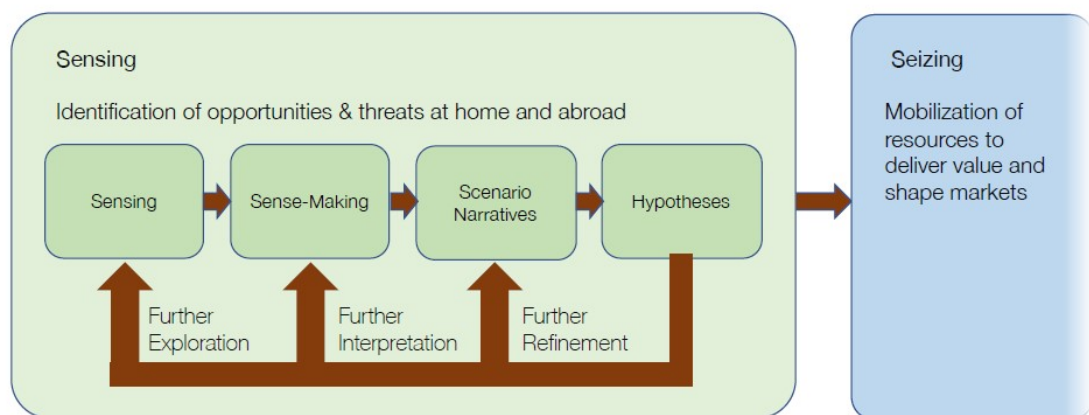 Sensing
Identification of opportunities & threats at home and abroad
Sensing
Sense-Making
Scenario
Narratives
Hypotheses
Further
Exploration
Further
Interpretation
Further
Refinement
Seizing
Mobilization of
resources to
deliver value and
shape markets